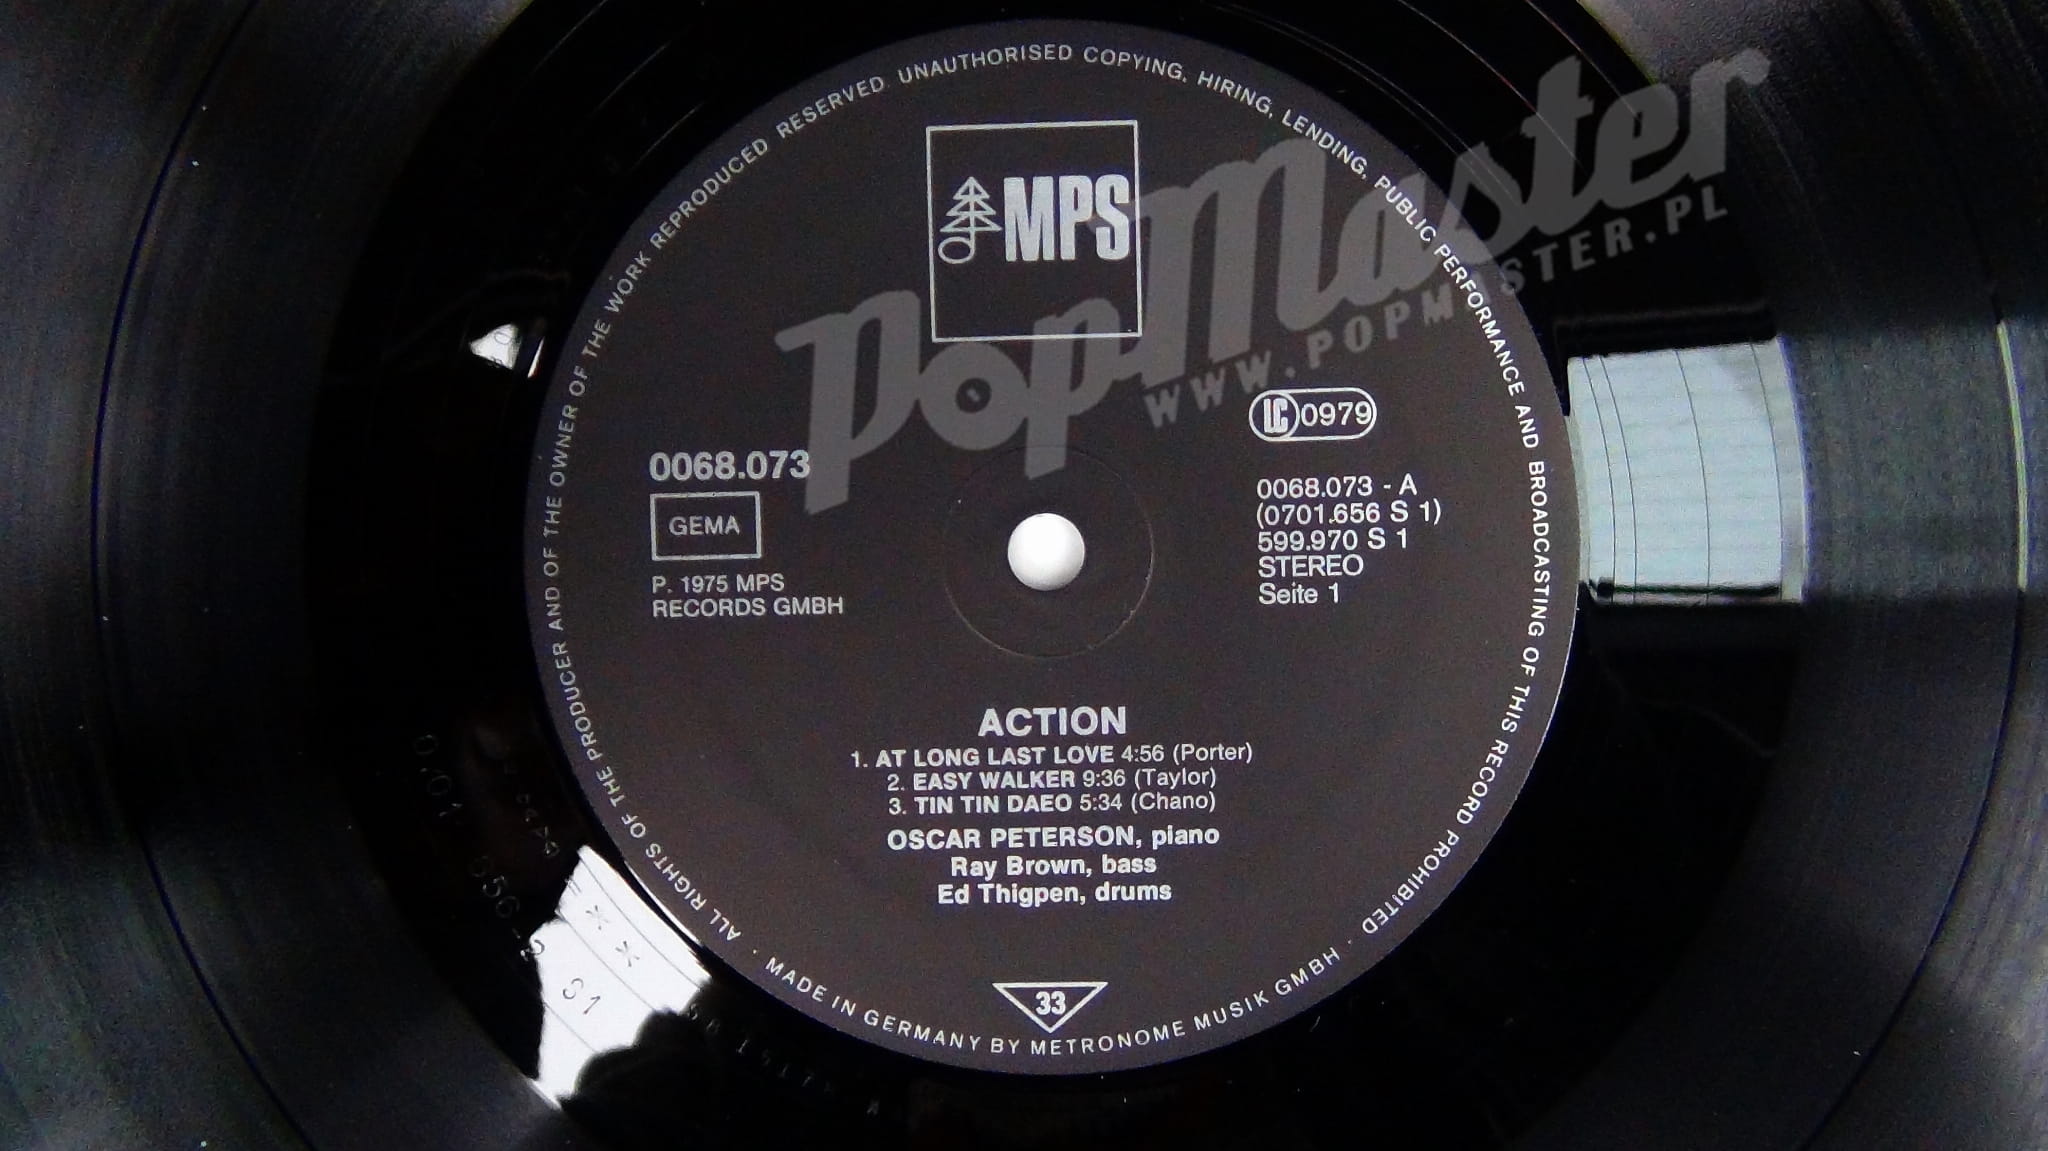 ALL RIGHTS OF THE PRODUCER AND OF THE OWNER OF THE WORK REPRODUCED RESERVED UNAUTHORISED COPYING, HIRING, LENDING, PUBLIC PERFORMANCE AND BROADCASTING OF THIS RECORD PROHIBITED ·
MPS
PopMaster
WWW.POPMASTER.PL
LC 0979
0068.073
GEMA
P. 1975 MPS
RECORDS GMBH
0068.073 - A
(0701.656 S 1)
599.970 S 1
STEREO
Seite 1
ACTION
1. AT LONG LAST LOVE 4:56 (Porter)
2. EASY WALKER 9:36 (Taylor)
3. TIN TIN DAEO 5:34 (Chano)
OSCAR PETERSON, piano
Ray Brown, bass
Ed Thigpen, drums
33
· MADE IN GERMANY BY METRONOME MUSIK GMBH
S1